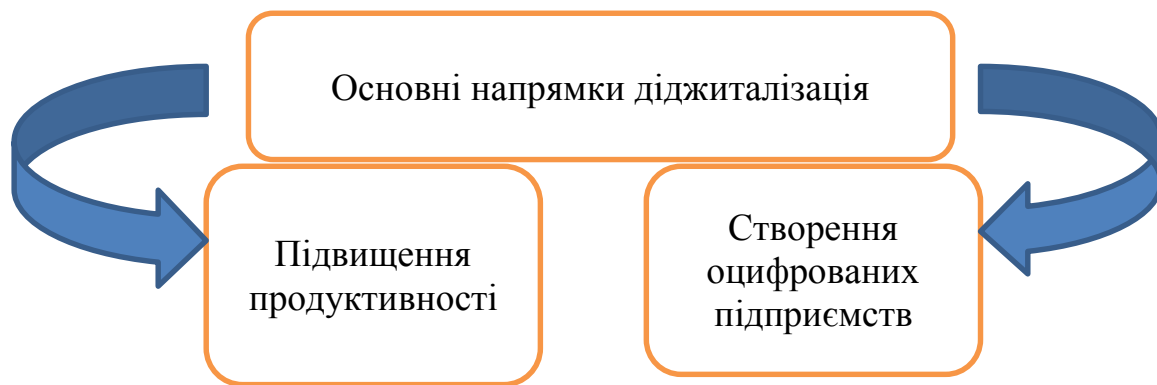 Основні напрямки діджиталізація
Підвищення
продуктивності
Створення
оцифрованих
підприємств